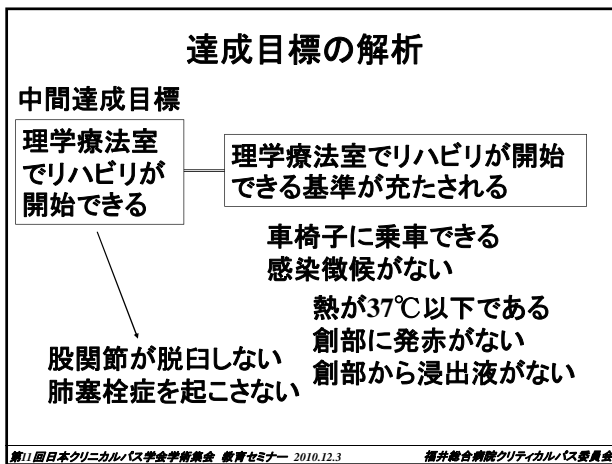 達成目標の解析
中間達成目標
理学療法室
でリハビリが
開始できる
理学療法室でリハビリが開始
できる基準が充たされる
車椅子に乗車できる
感染徴候がない
熱が37℃以下である
創部に発赤がない
創部から浸出液がない
股関節が脱臼しない
肺塞栓症を起こさない
第11回日本クリニカルパス学会学術集会 教育セミナー 2010.12.3
福井総合病院クリティカルパス委員会